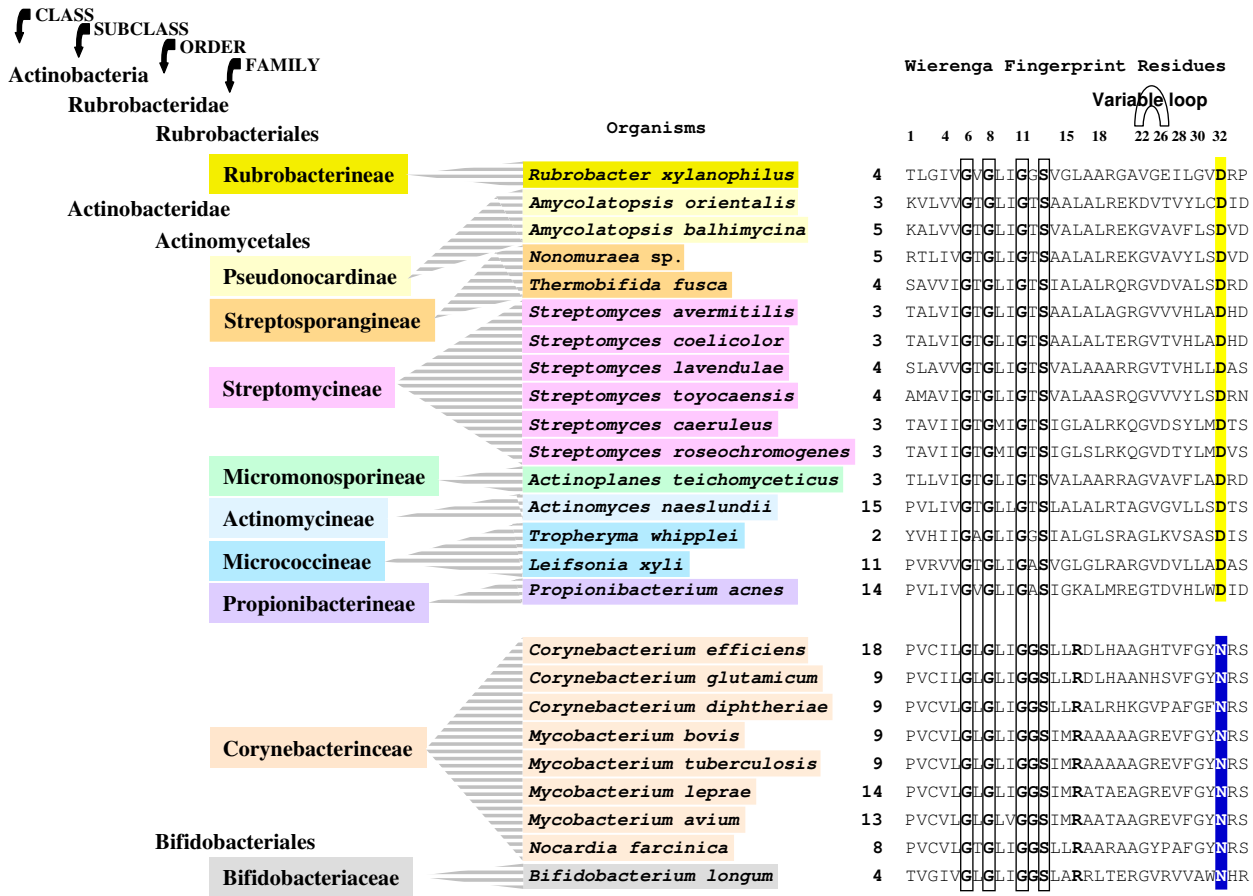 CLASS
SUBCLASS
ORDER
FAMILY
Actinobacteria
Rubrobacteridae
Rubrobacteriales
Organisms
Wierenga Fingerprint Residues
Variable loop
1 4 6 8 11 15 18 22 26 28 30 32
Rubrobacterineae Rubrobacter xylanophilus 4 TLGIVGVGLIGGSVGLAARGAVGEILGVDRP
Actinobacteridae Amycolatopsis orientalis 3 KVLVVGTGLIGTSAALALREKDVTVYLCDID
Amycolatopsis balhimycina 5 KALVVGTGLIGTSVALALREKGVAVFLSDVD
Actinomycetales
Nonomuraea sp. 5 RTLIVGTGLIGTSAALALREKGVAVYLSDVD
Pseudonocardinae Thermobifida fusca 4 SAVVIGTGLIGTSIALALRQRGVDVALSDRD
Streptosporangineae Streptomyces avermitilis 3 TALVIGTGLIGTSAALALAGRGVVVHLADHD
Streptomyces coelicolor 3 TALVIGTGLIGTSAALALTERGVTVHLADHD
Streptomyces lavendulae 4 SLAVVGTGLIGTSVALAAARRGVTVHLLDAS
Streptomycineae Streptomyces toyocaensis 4 AMAVIGTGLIGTSVALAASRQGVVVYLSDRN
Streptomyces caeruleus 3 TAVIIGTGMIGTSIGLALRKQGVDSYLMDTS
Streptomyces roseochromogenes 3 TAVIIGTGMIGTSIGLSLRKQGVDTYLMDVS
Micromonosporineae Actinoplanes teichomyceticus 3 TLLVIGTGLIGTSVALAARRAGVAVFLADRD
Actinomycineae Actinomyces naeslundii 15 PVLIVGTGLLGTSLALALRTAGVGVLLSDTS
Tropheryma whipplei 2 YVHIIGAGLIGGSIALGLSRAGLKVSASDIS
Micrococcineae Leifsonia xyli 11 PVRVVGTGLIGASVGLGLRARGVDVLLADAS
Propionibacterineae Propionibacterium acnes 14 PVLIVGVGLIGASIGKALMREGTDVHLWDID
Corynebacterium efficiens 18 PVCILGLGLIGGSLLRDLHAAGHTVFGYNRS
Corynebacterium glutamicum 9 PVCILGLGLIGGSLLRDLHAANHSVFGYNRS
Corynebacterium diphtheriae 9 PVCVLGLGLIGGSLLRALRHKGVPAFGFNRS
Corynebacterinceae Mycobacterium bovis 9 PVCVLGLGLIGGSIMRAAAAAGREVFGYNRS
Mycobacterium tuberculosis 9 PVCVLGLGLIGGSIMRAAAAAGREVFGYNRS
Mycobacterium leprae 14 PVCVLGLGLIGGSIMRATAEAGREVFGYNRS
Mycobacterium avium 13 PVCVLGLGLVGGSIMRAATAAGREVFGYNRS
Bifidobacteriales Nocardia farcinica 8 PVCVLGTGLIGGSLLRAARAAGYPAFGYNRS
Bifidobacteriaceae Bifidobacterium longum 4 TVGIVGLGLIGGSLARRLTERGVRVVAWNHR